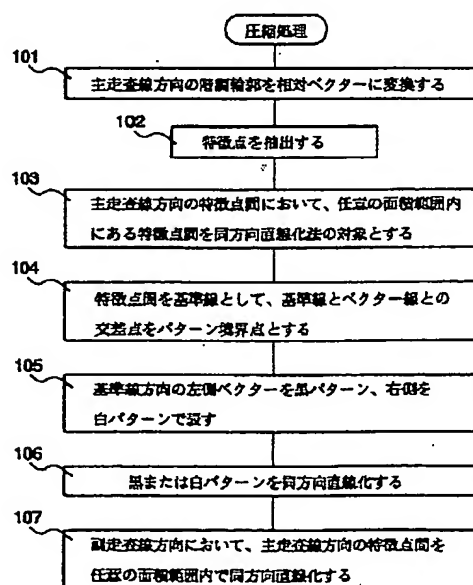 圧縮処理
101
主走査線方向の階調輪郭を相対ベクターに変換する
102
特徴点を抽出する
103
主走査線方向の特徴点間において、任意の面積範囲内
にある特徴点間を同方向直線化法の対象とする
104
特徴点間を基準線として、基準線とベクター線との
交差点をパターン境界点とする
105
基準線方向の左側ベクターを黒パターン、右側を
白パターンで表す
106
黒または白パターンを同方向直線化する
107
副走査線方向において、主走査線方向の特徴点間を
任意の面積範囲内で同方向直線化する